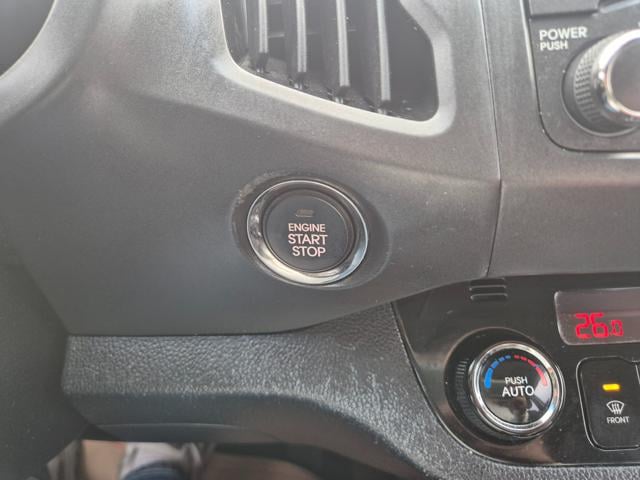 POWER
PUSH
ENGINE
START
STOP
26.0
PUSH
AUTO
FRONT